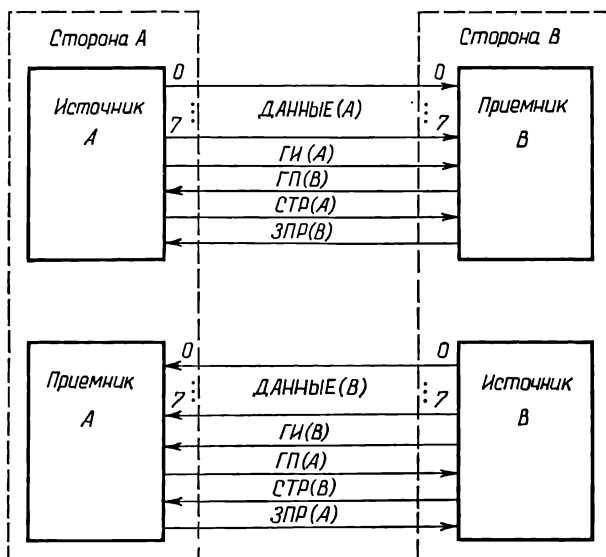 Сторона А
Сторона В
0
0
Источник
А
ДАННЫЕ(А)
Приемник
В
7
7
ГИ(А)
ГП(В)
СТР(А)
ЗПР(В)
0
0
Приемник
А
ДАННЫЕ(В)
Источник
В
7
7
ГИ(В)
ГП(А)
СТР(В)
ЗПР(А)